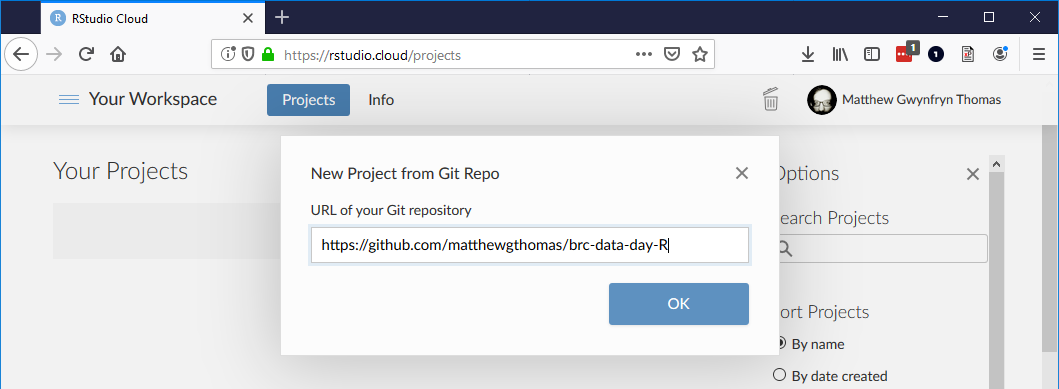 RStudio Cloud
https://rstudio.cloud/projects
1
1
Your Workspace
Projects
Info
Matthew Gwynfryn Thomas
Your Projects
New Project from Git Repo
URL of your Git repository
https://github.com/matthewgthomas/brc-data-day-R
OK
Options
earch Projects
ort Projects
By name
By date created